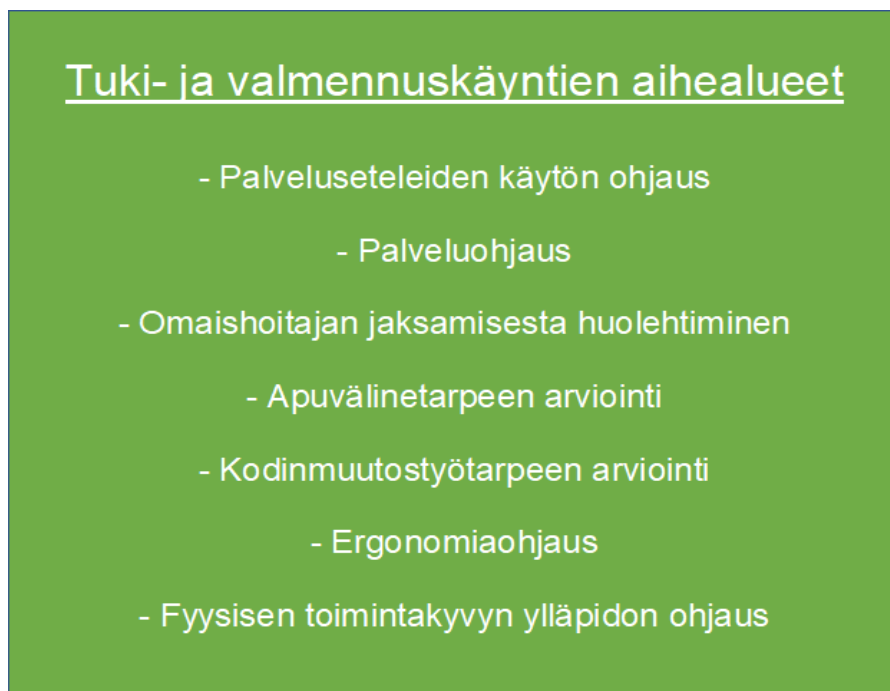 Tuki- ja valmennuskäyntien aihealueet
- Palveluseteleiden käytön ohjaus
- Palveluohjaus
- Omaishoitajan jaksamisesta huolehtiminen
- Apuvälinetarpeen arviointi
- Kodinmuutostyötarpeen arviointi
- Ergonomiaohjaus
- Fyysisen toimintakyvyn ylläpidon ohjaus